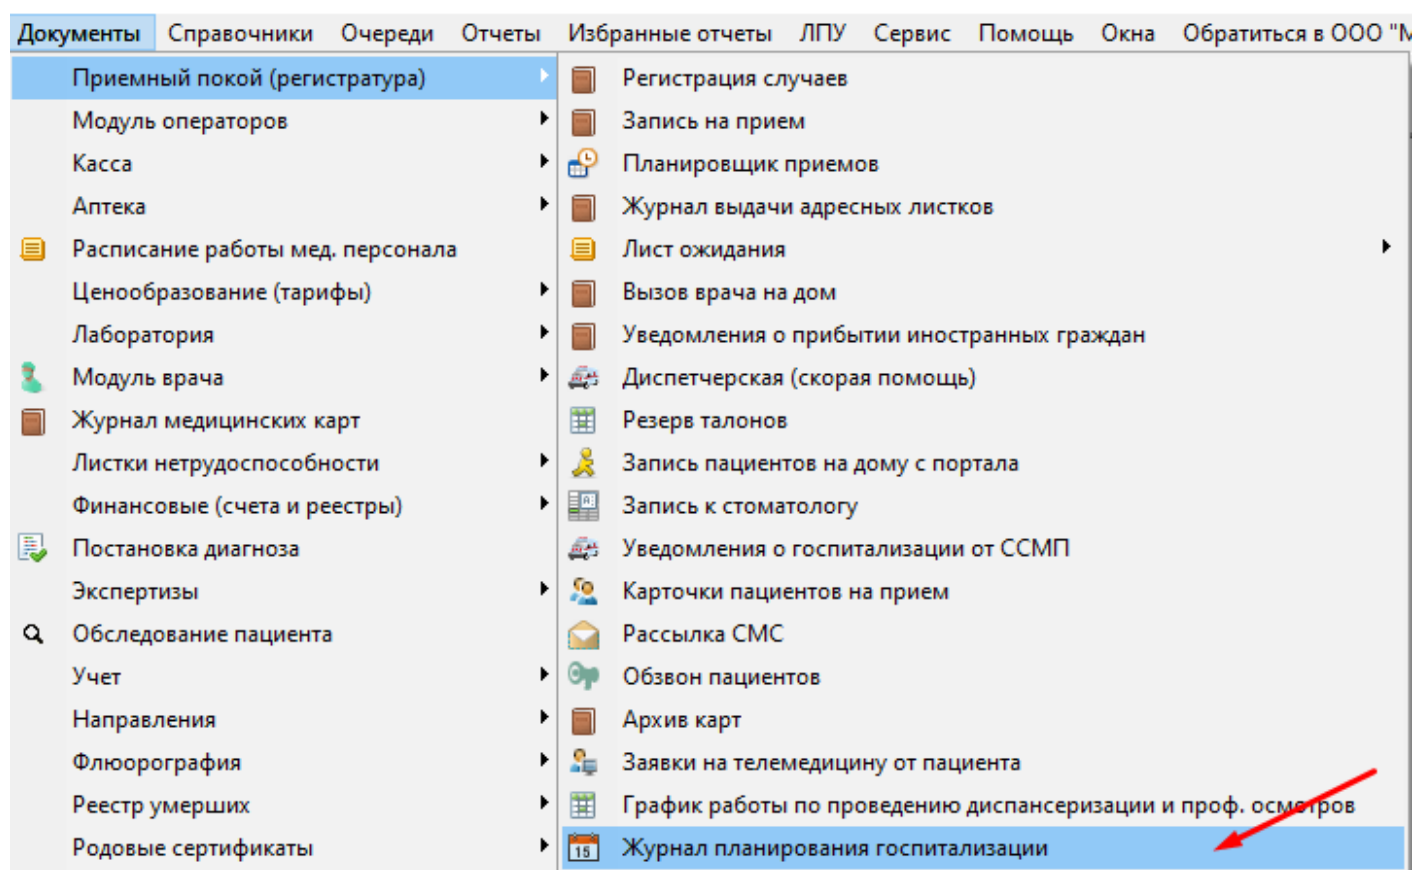 Документы Справочники Очереди Отчеты Избранные отчеты ЛПУ Сервис Помощь Окна Обратиться в ООО "М
Приемный покой (регистратура)
Модуль операторов
Касса
Аптека
Расписание работы мед. персонала
Ценообразование (тарифы)
Лаборатория
Модуль врача
Журнал медицинских карт
Листки нетрудоспособности
Финансовые (счета и реестры)
Постановка диагноза
Экспертизы
Обследование пациента
Учет
Направления
Флюорография
Реестр умерших
Родовые сертификаты
Регистрация случаев
Запись на прием
Планировщик приемов
Журнал выдачи адресных листков
Лист ожидания
Вызов врача на дом
Уведомления о прибытии иностранных граждан
Диспетчерская (скорая помощь)
Резерв талонов
Запись пациентов на дому с портала
Запись к стоматологу
Уведомления о госпитализации от ССМП
Карточки пациентов на прием
Рассылка СМС
Обзвон пациентов
Архив карт
Заявки на телемедицину от пациента
График работы по проведению диспансеризации и проф. осмотров
15 Журнал планирования госпитализации